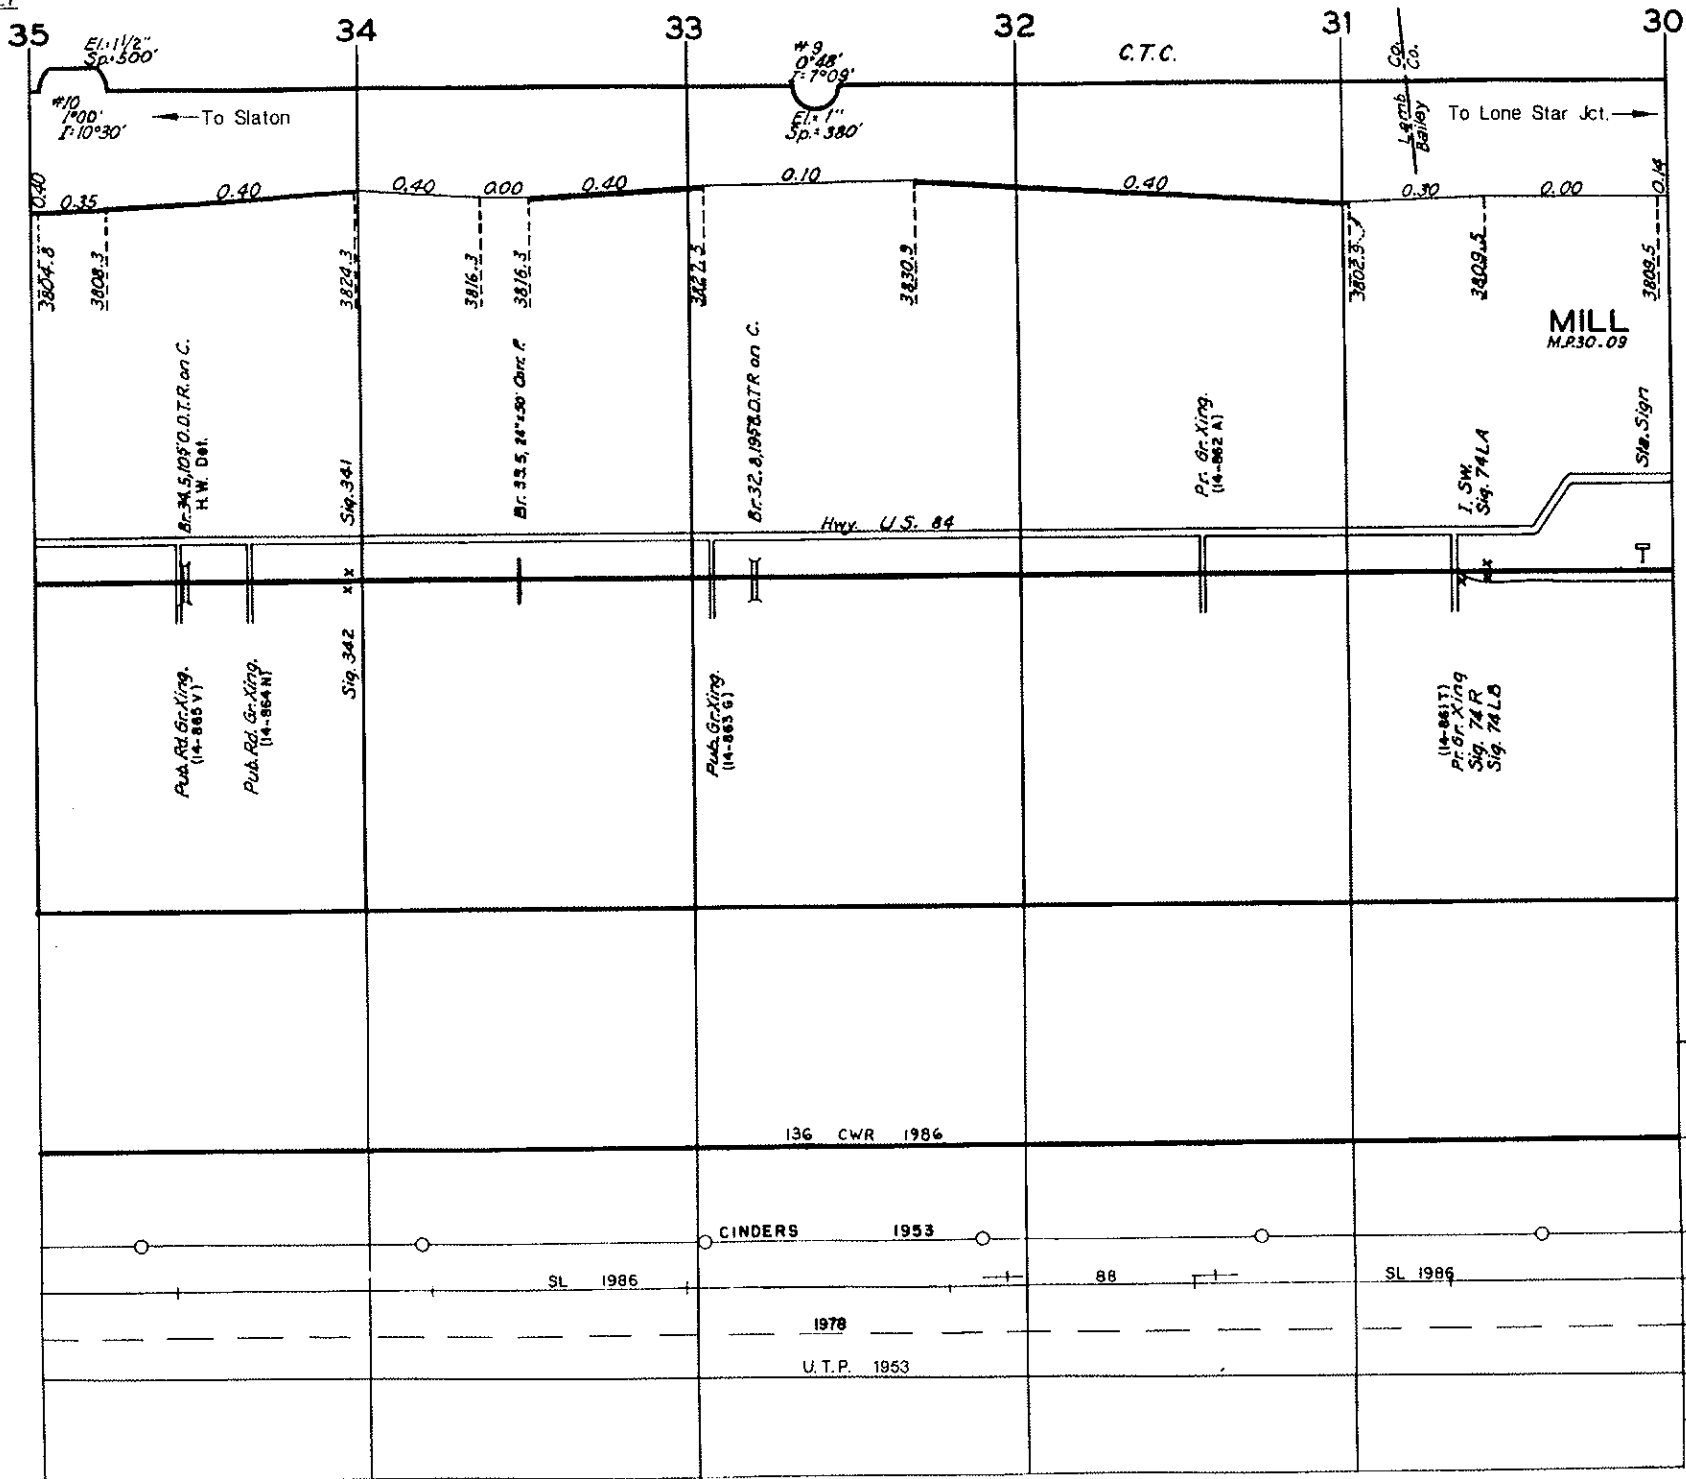 35 34 33 32 31 30
El.=1 1/2"
Sp.=500'
#10
1°00'
I=10°30'
To Slaton
#9
0°48'
I=7°09'
El.=1"
Sp.=380'
C.T.C.
Lamb Co.
Bailey Co.
To Lone Star Jct.
0.40 0.35 0.40 0.40 0.00 0.40 0.10 0.40 0.30 0.00 0.14
3804.8 3808.3 3824.3 3816.3 3816.3 3827.5 3830.9 3802.9 3809.5 3809.5
MILL
M.P.30.09
Br.34.5,105'O.D.T.R. on C.
H.W. Det.
Sig.341
Br. 33.5, 24"x50' Corr. P.
Br.32.8,195'B.D.T.R on C.
Pr. Gr. Xing.
(14-862 A)
I. SW.
Sig. 74LA
Sta. Sign
Hwy. U.S. 84
Pub. Rd. Gr. Xing.
(14-865 V)
Pub. Rd. Gr. Xing.
(14-864 N)
Sig. 342
Pub. Gr. Xing.
(14-863 G)
(14-861 T)
Pr. Gr. Xing
Sig. 74 R
Sig. 74 LB
136 CWR 1986
CINDERS 1953
SL 1986 88 SL 1986
1978
U.T.P. 1953